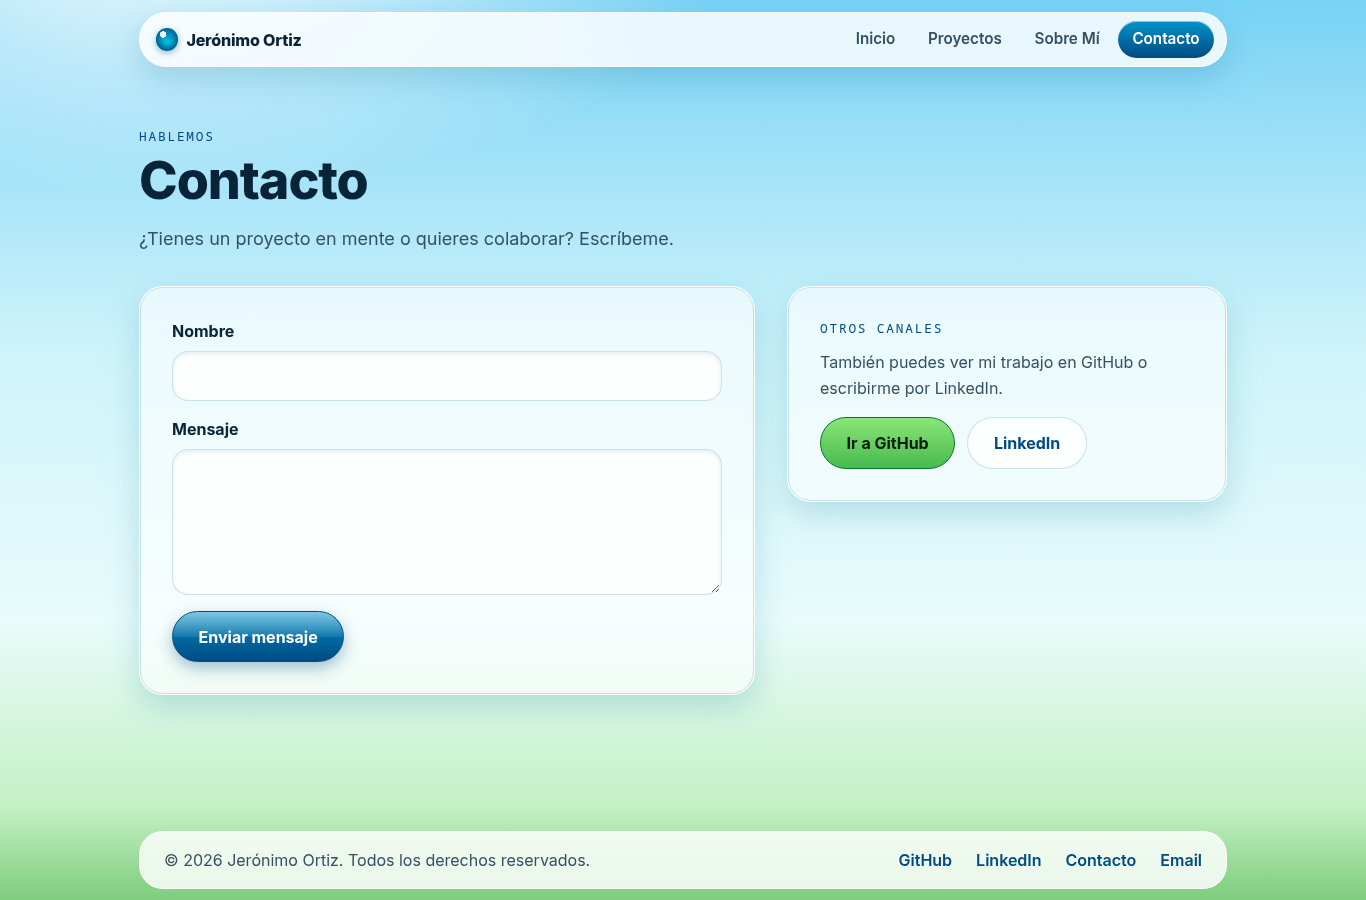 Jerónimo Ortiz
Inicio Proyectos Sobre Mí Contacto
HABLEMOS
Contacto
¿Tienes un proyecto en mente o quieres colaborar? Escríbeme.
Nombre
Mensaje
Enviar mensaje
OTROS CANALES
También puedes ver mi trabajo en GitHub o
escribirme por LinkedIn.
Ir a GitHub LinkedIn
© 2026 Jerónimo Ortiz. Todos los derechos reservados.
GitHub LinkedIn Contacto Email